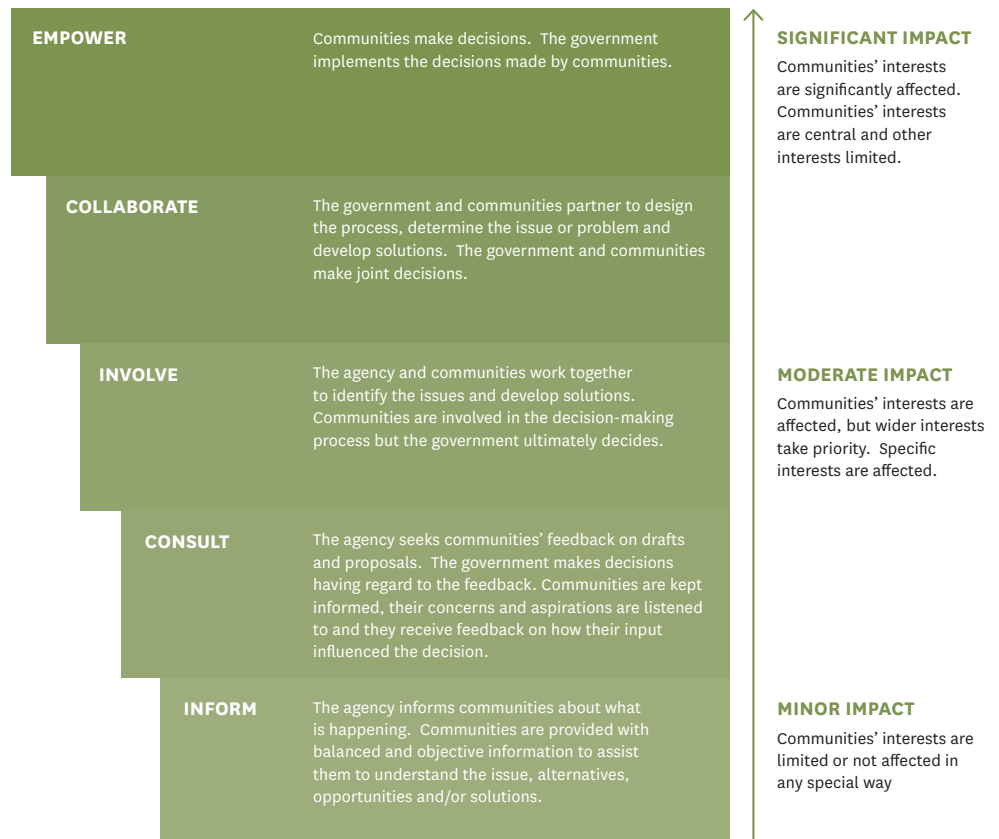 EMPOWER
Communities make decisions.  The government
implements the decisions made by communities.
SIGNIFICANT IMPACT
Communities’ interests
are significantly affected.
Communities’ interests
are central and other
interests limited.
COLLABORATE
The government and communities partner to design
the process, determine the issue or problem and
develop solutions.  The government and communities
make joint decisions.
INVOLVE
The agency and communities work together
to identify the issues and develop solutions.
Communities are involved in the decision-making
process but the government ultimately decides.
MODERATE IMPACT
Communities’ interests are
affected, but wider interests
take priority.  Specific
interests are affected.
CONSULT
The agency seeks communities’ feedback on drafts
and proposals.  The government makes decisions
having regard to the feedback. Communities are kept
informed, their concerns and aspirations are listened
to and they receive feedback on how their input
influenced the decision.
INFORM
The agency informs communities about what
is happening.  Communities are provided with
balanced and objective information to assist
them to understand the issue, alternatives,
opportunities and/or solutions.
MINOR IMPACT
Communities’ interests are
limited or not affected in
any special way